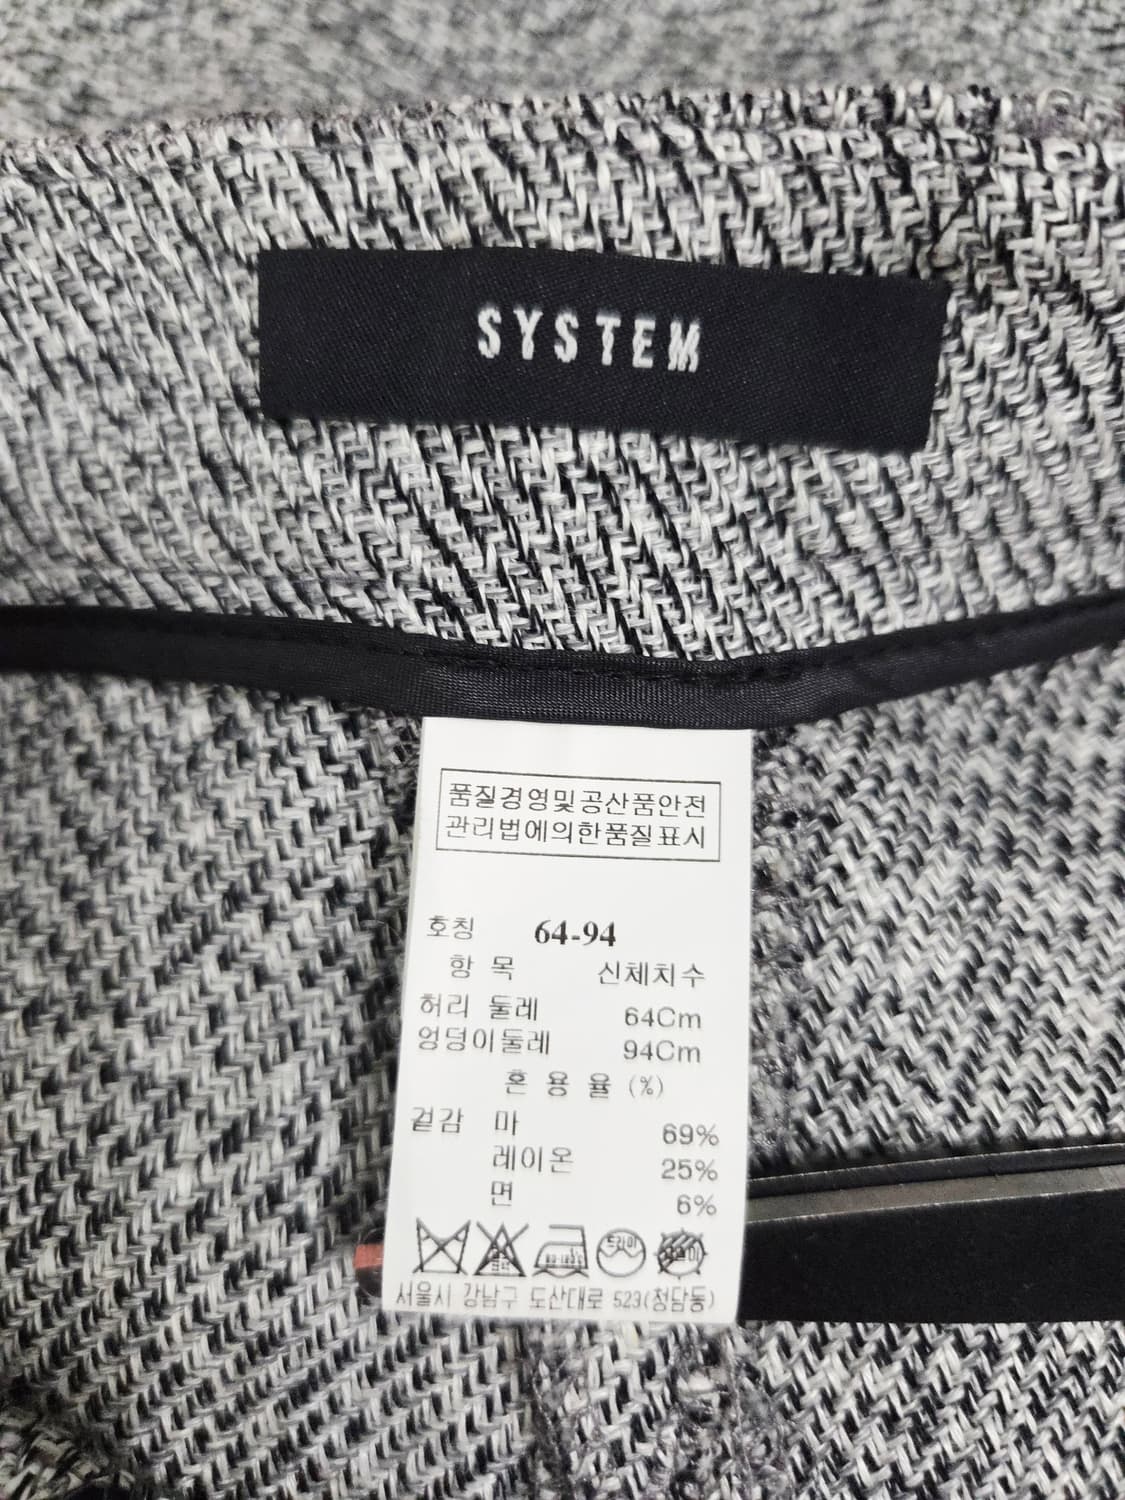 SYSTEM
품질경영및공산품안전
관리법에의한품질표시
호칭 64-94
항 목 신체치수
허리 둘레 64Cm
엉덩이둘레 94Cm
혼 용 율 (%)
겉감 마 69%
레이온 25%
면 6%
드라이
서울시 강남구 도산대로 523(청담동)